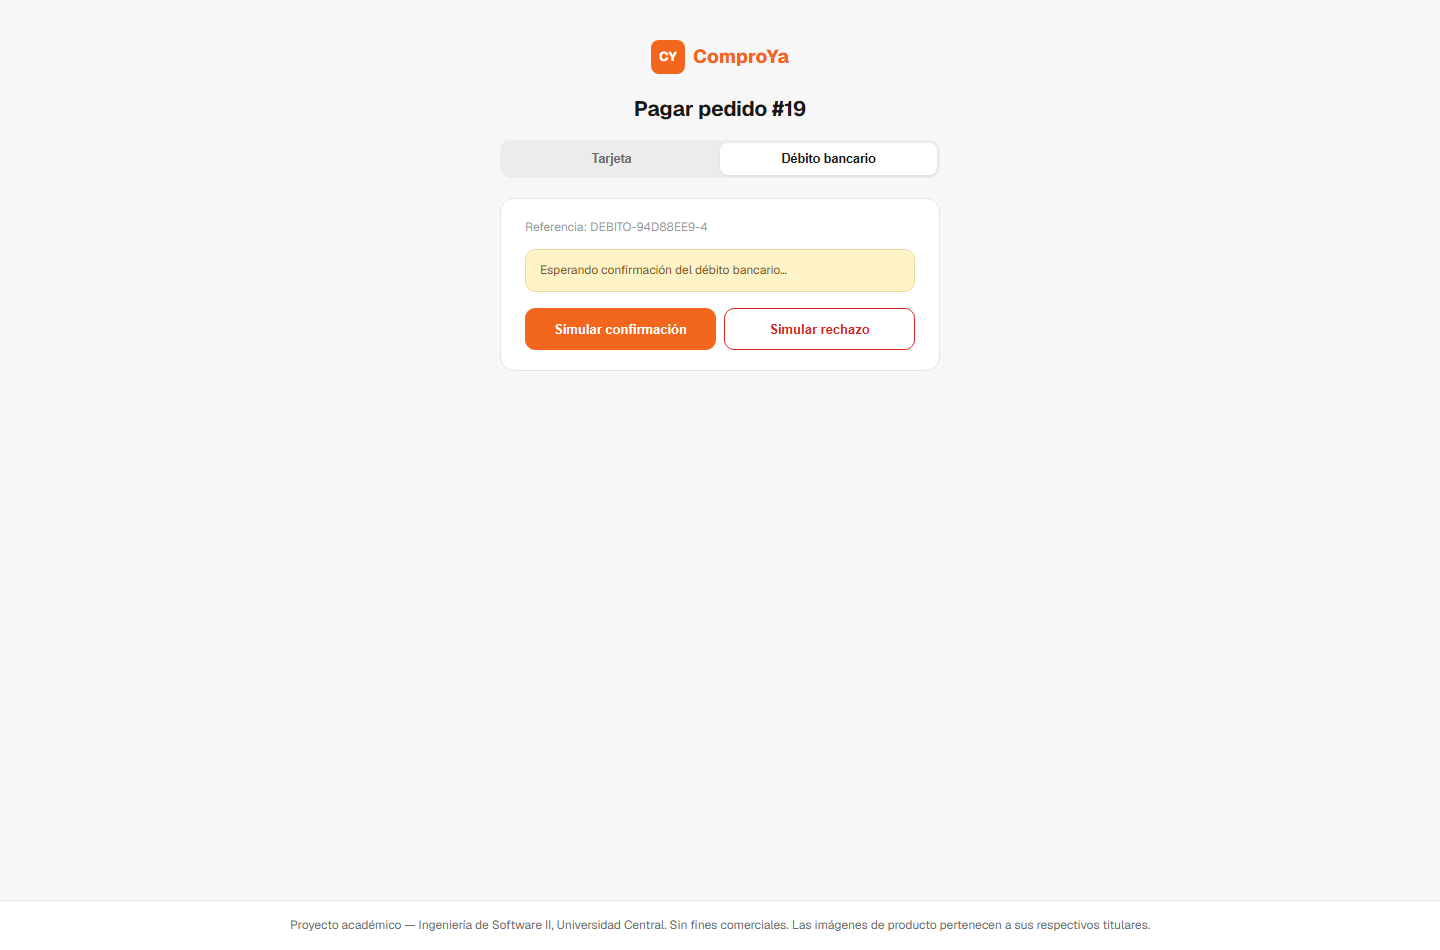 CY ComproYa
Pagar pedido #19
Tarjeta Débito bancario
Referencia: DEBITO-94D88EE9-4
Esperando confirmación del débito bancario...
Simular confirmación Simular rechazo
Proyecto académico — Ingeniería de Software II, Universidad Central. Sin fines comerciales. Las imágenes de producto pertenecen a sus respectivos titulares.